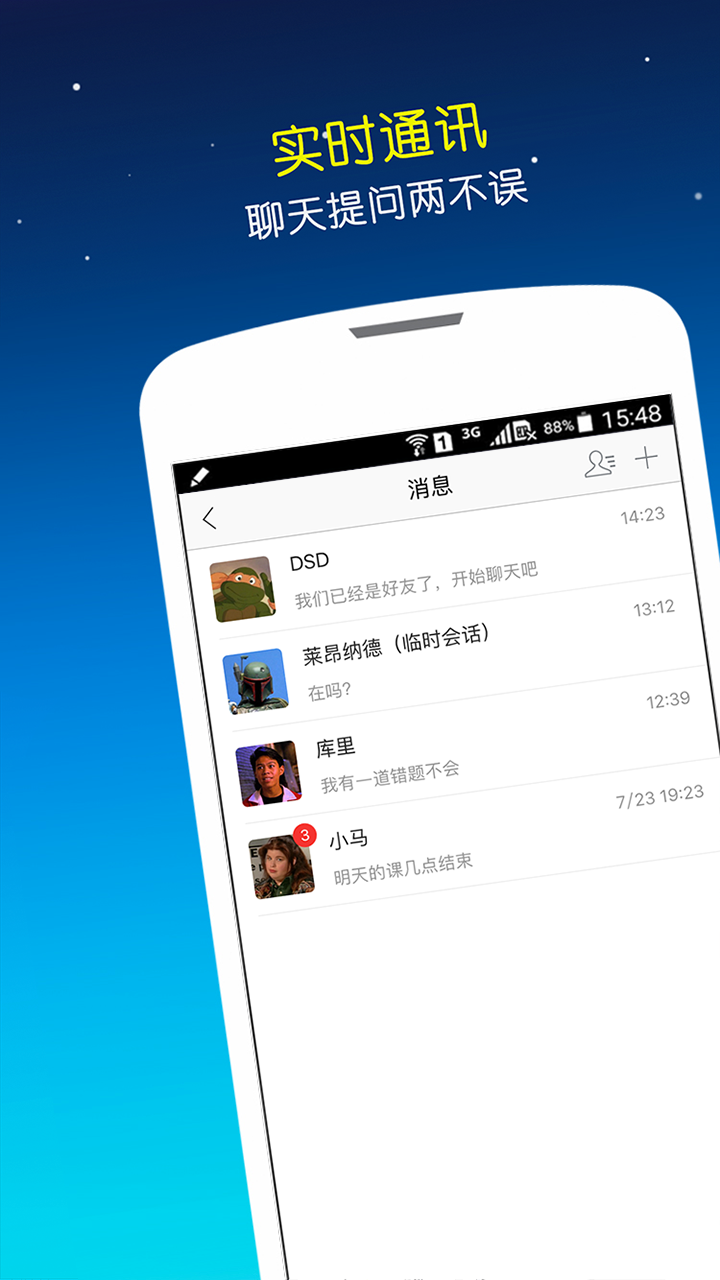 实时通讯
聊天提问两不误
1 3G 88% 15:48
消息
DSD 14:23
我们已经是好友了，开始聊天吧
莱昂纳德（临时会话） 13:12
在吗?
库里 12:39
我有一道错题不会
3 小马 7/23 19:23
明天的课几点结束